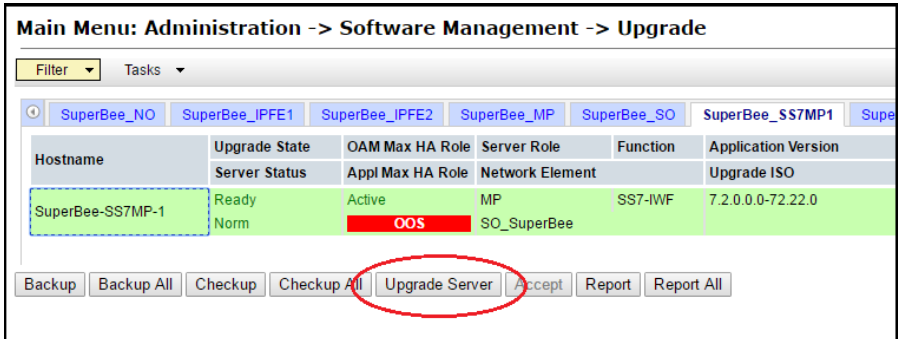 Main Menu: Administration -> Software Management -> Upgrade
Filter Tasks
SuperBee_NO SuperBee_IPFE1 SuperBee_IPFE2 SuperBee_MP SuperBee_SO SuperBee_SS7MP1 Supe
Hostname Upgrade State OAM Max HA Role Server Role Function Application Version
Server Status Appl Max HA Role Network Element Upgrade ISO
SuperBee-SS7MP-1 Ready Active MP SS7-IWF 7.2.0.0.0-72.22.0
Norm OOS SO_SuperBee
Backup Backup All Checkup Checkup All Upgrade Server Accept Report Report All